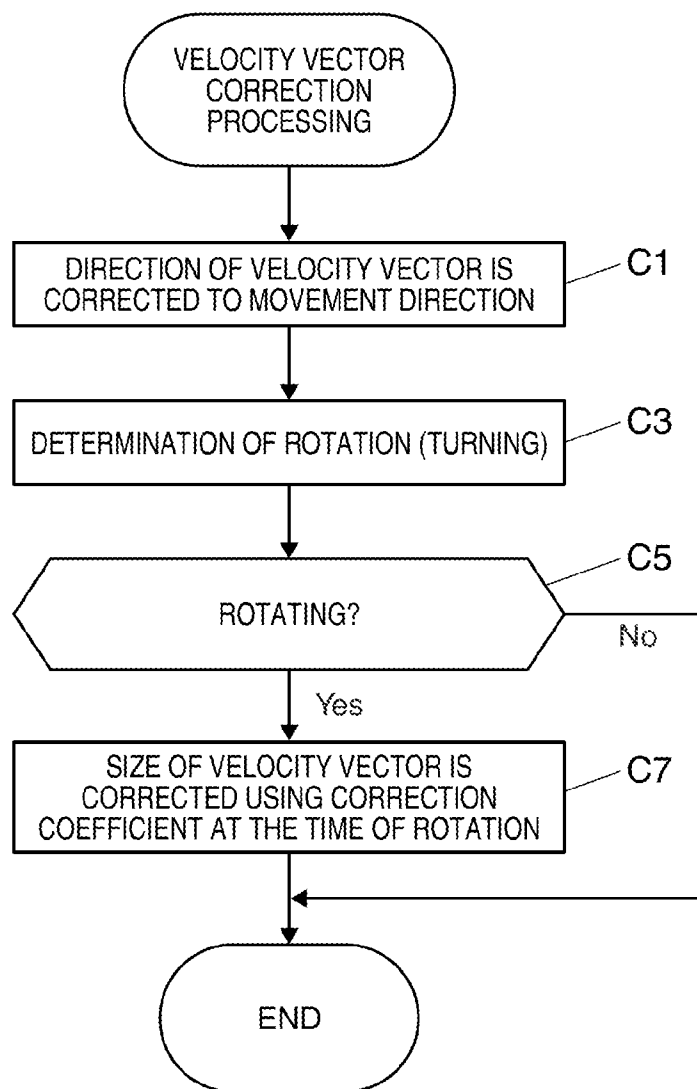 VELOCITY VECTOR
CORRECTION
PROCESSING
DIRECTION OF VELOCITY VECTOR IS
CORRECTED TO MOVEMENT DIRECTION
C1
DETERMINATION OF ROTATION (TURNING)
C3
ROTATING?
C5
No
Yes
SIZE OF VELOCITY VECTOR IS
CORRECTED USING CORRECTION
COEFFICIENT AT THE TIME OF ROTATION
C7
END